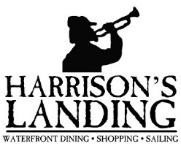 HARRISON'S
LANDING
WATERFRONT DINING • SHOPPING • SAILING